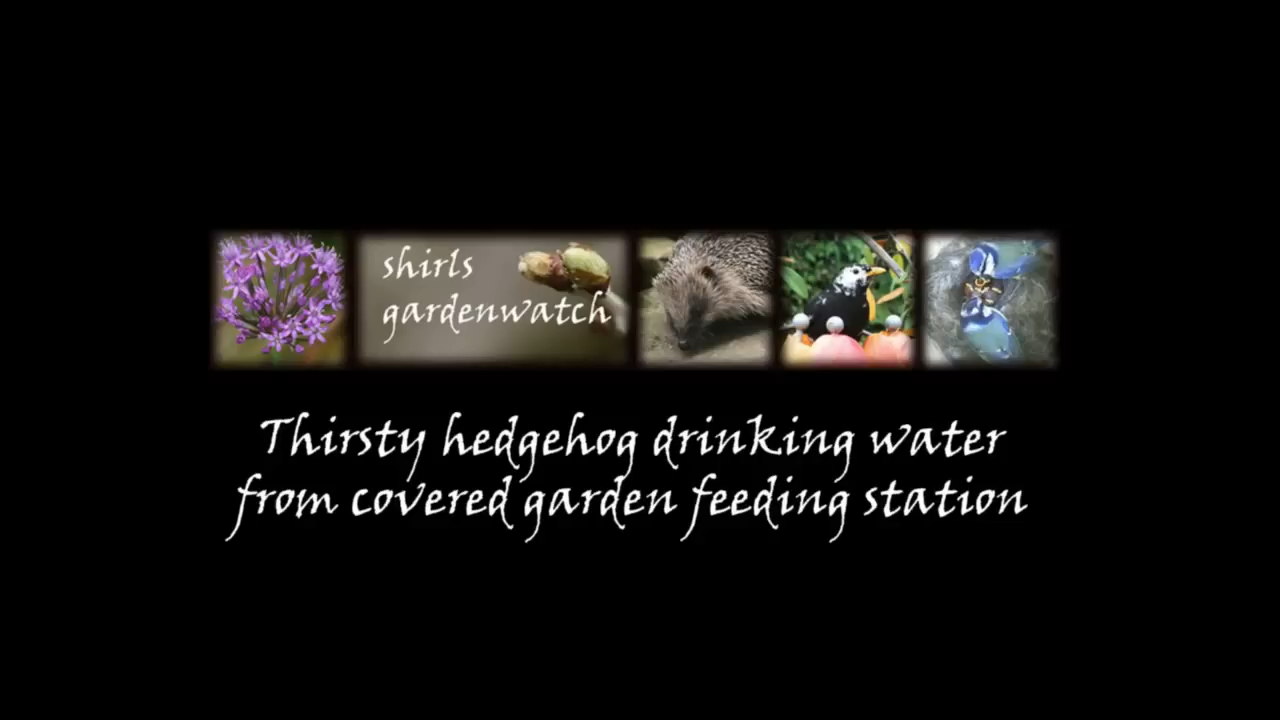 shirls
gardenwatch
Thirsty hedgehog drinking water
from covered garden feeding station